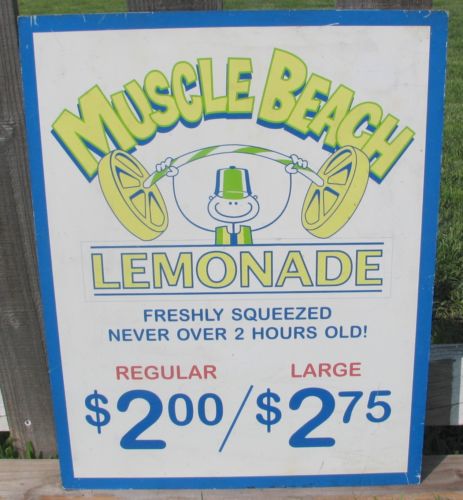 MUSCLE BEACH
LEMONADE
FRESHLY SQUEEZED
NEVER OVER 2 HOURS OLD!
REGULAR LARGE
$2.00/$2.75